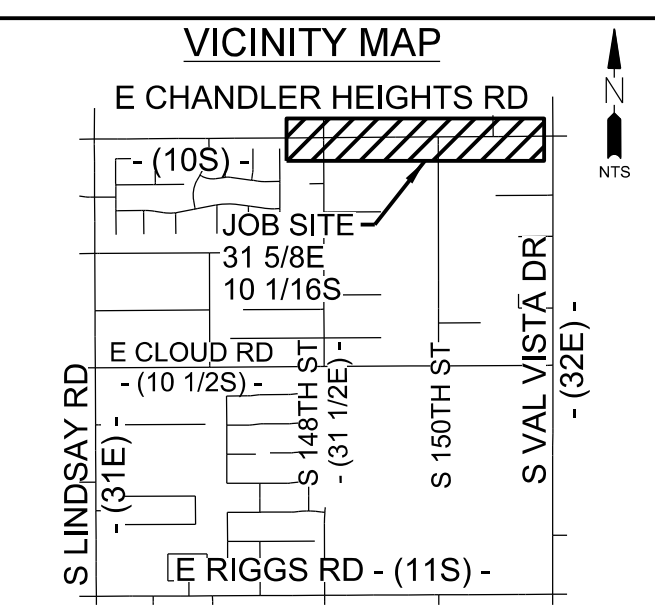 VICINITY MAP
E CHANDLER HEIGHTS RD
N
NTS
- (10S) -
JOB SITE
31 5/8E
10 1/16S
E CLOUD RD
- (10 1/2S) -
S LINDSAY RD
- (31E) -
S 148TH ST
- (31 1/2E) -
S 150TH ST
S VAL VISTA DR
- (32E) -
E RIGGS RD - (11S) -